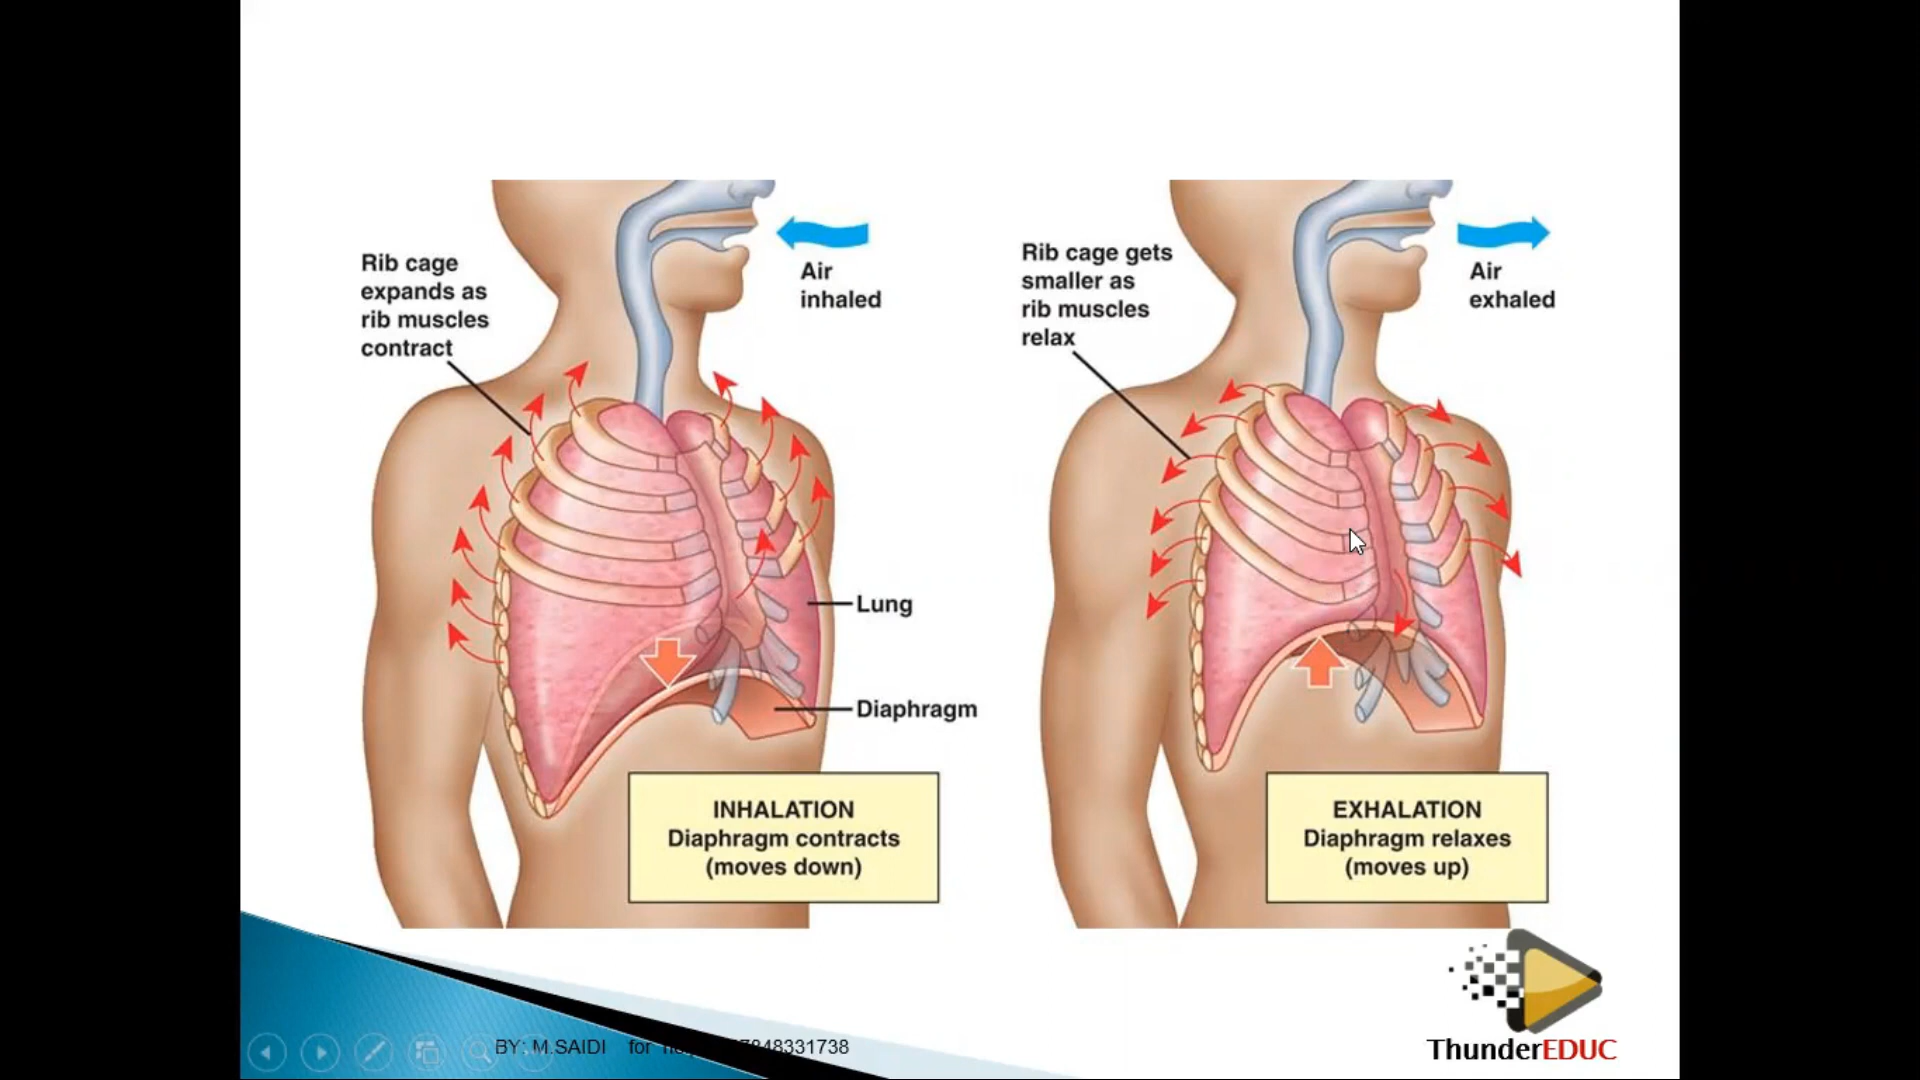 Rib cage
expands as
rib muscles
contract
Air
inhaled
Lung
Diaphragm
INHALATION
Diaphragm contracts
(moves down)
Rib cage gets
smaller as
rib muscles
relax
Air
exhaled
EXHALATION
Diaphragm relaxes
(moves up)
BY: M.SAIDI for
ThunderEDUC